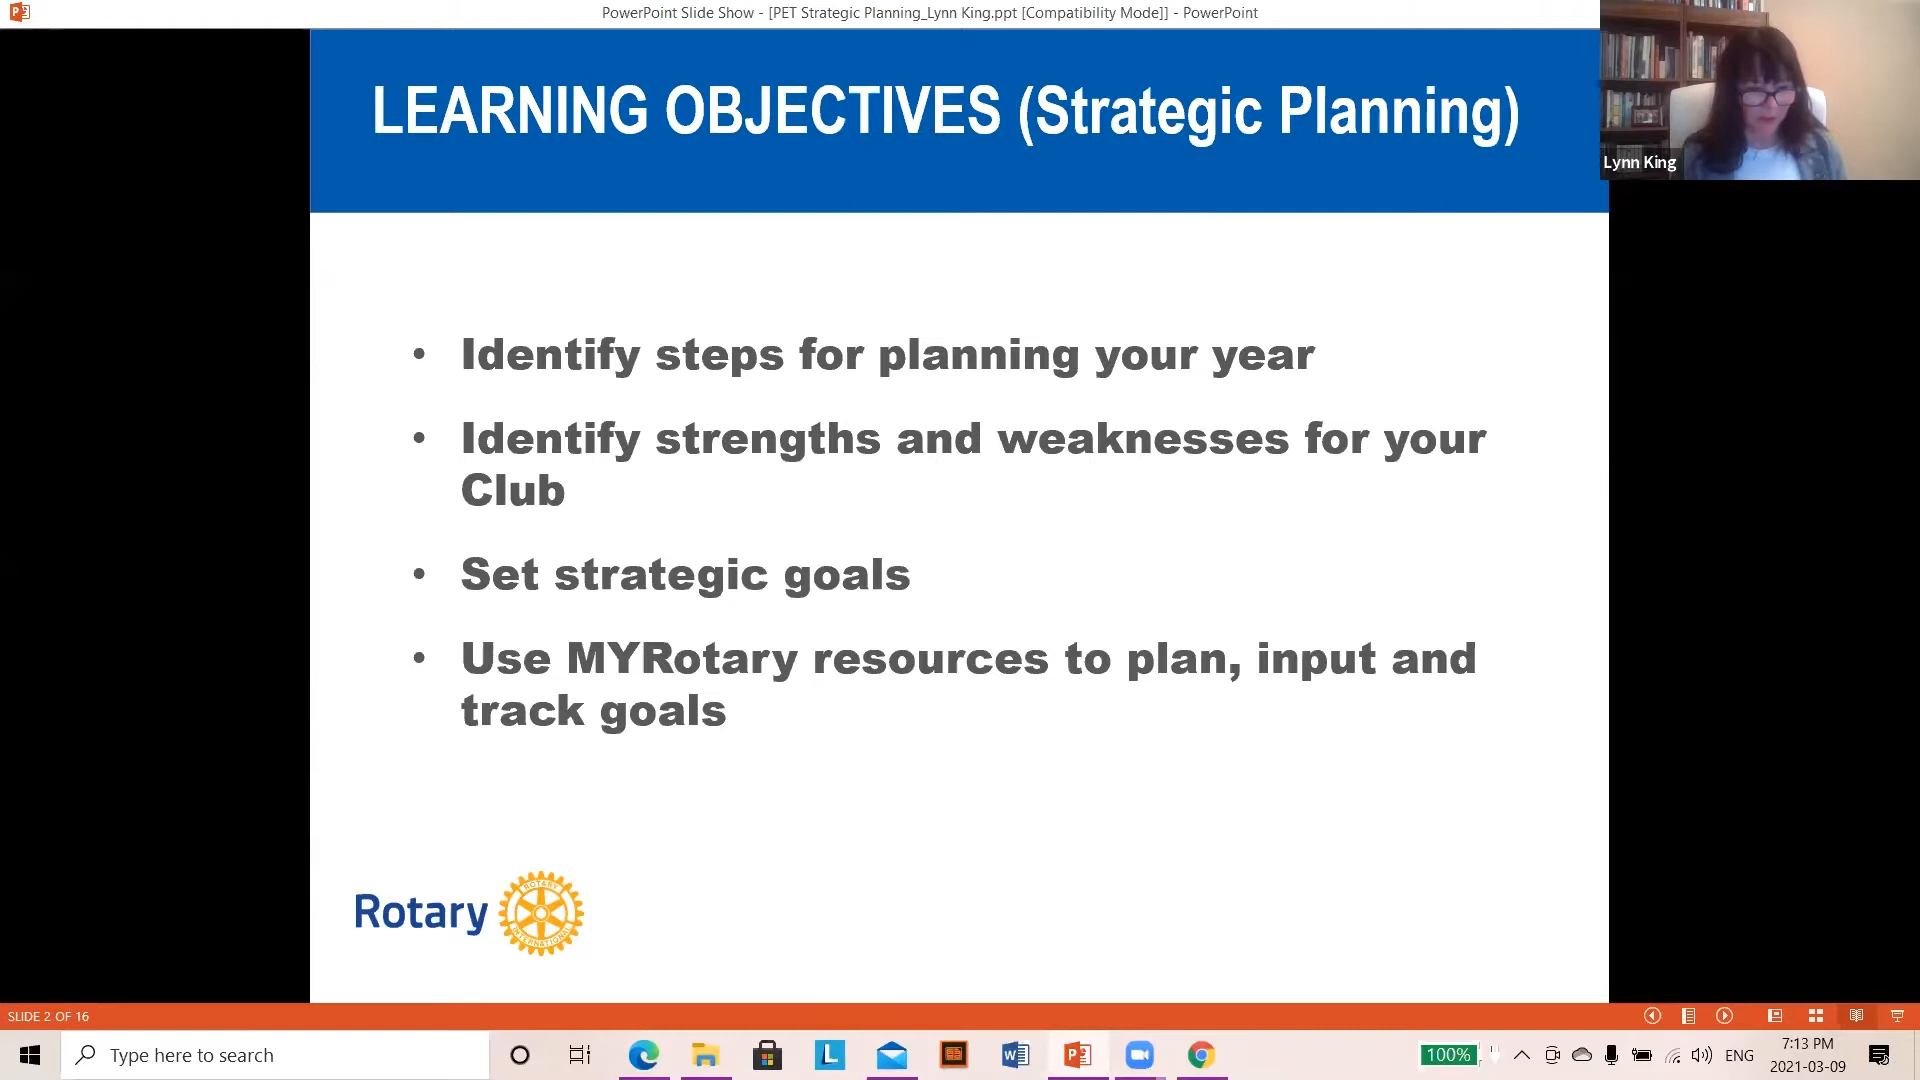 PowerPoint Slide Show - [PET Strategic Planning_Lynn King.ppt [Compatibility Mode]] - PowerPoint
LEARNING OBJECTIVES (Strategic Planning)
Lynn King
• Identify steps for planning your year
• Identify strengths and weaknesses for your
Club
• Set strategic goals
• Use MYRotary resources to plan, input and
track goals
Rotary
ROTARY
INTERNATIONAL
SLIDE 2 OF 16
Type here to search
100%
ENG
7:13 PM
2021-03-09